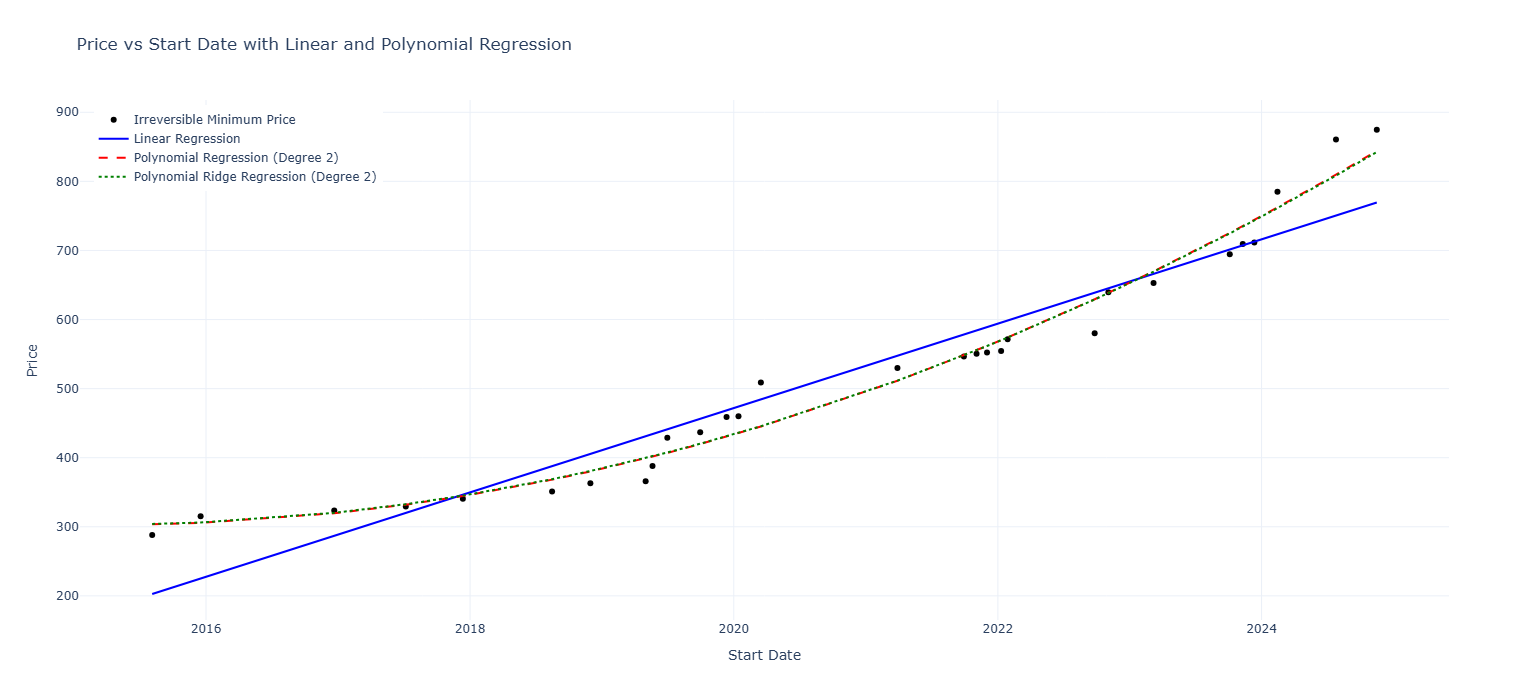 Price vs Start Date with Linear and Polynomial Regression
Irreversible Minimum Price
Linear Regression
Polynomial Regression (Degree 2)
Polynomial Ridge Regression (Degree 2)
900
800
700
600
500
400
300
200
Price
2016 2018 2020 2022 2024
Start Date